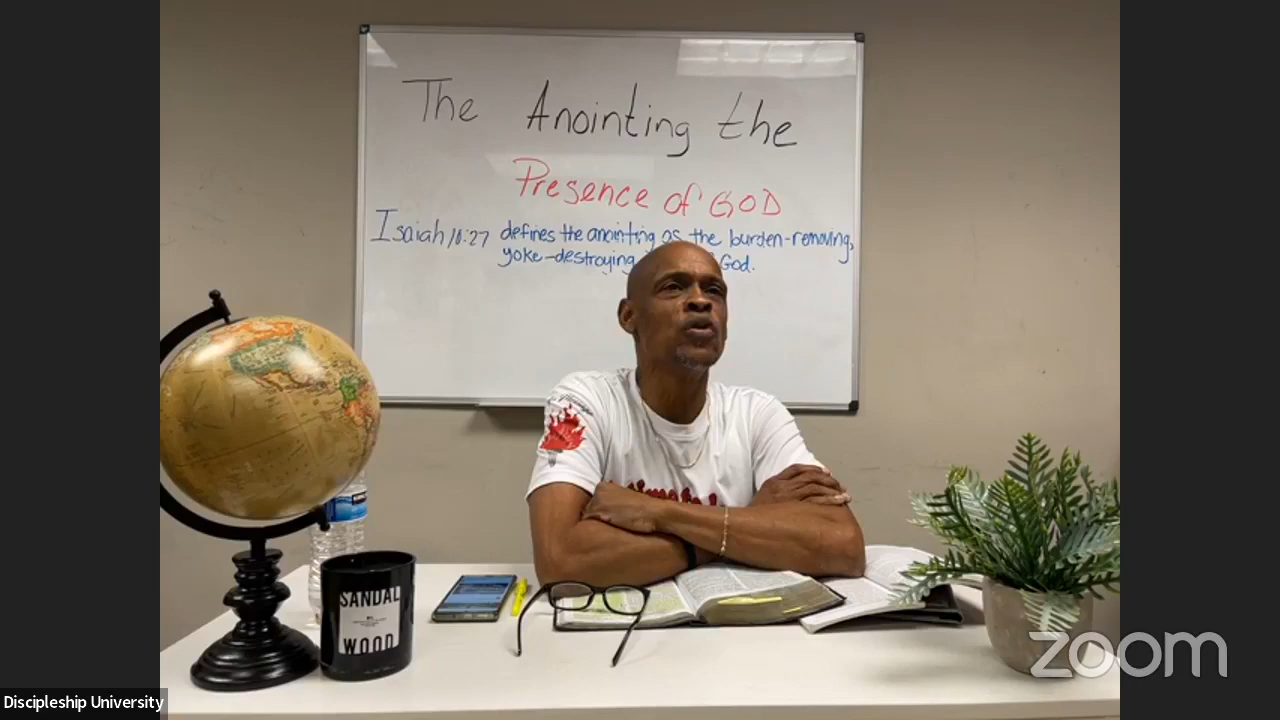 The Anointing the
Presence of GOD
Isaiah 10:27 defines the anointing as the burden-removing,
yoke-destroying God.
SANDAL
WOOD
zoom
Discipleship University